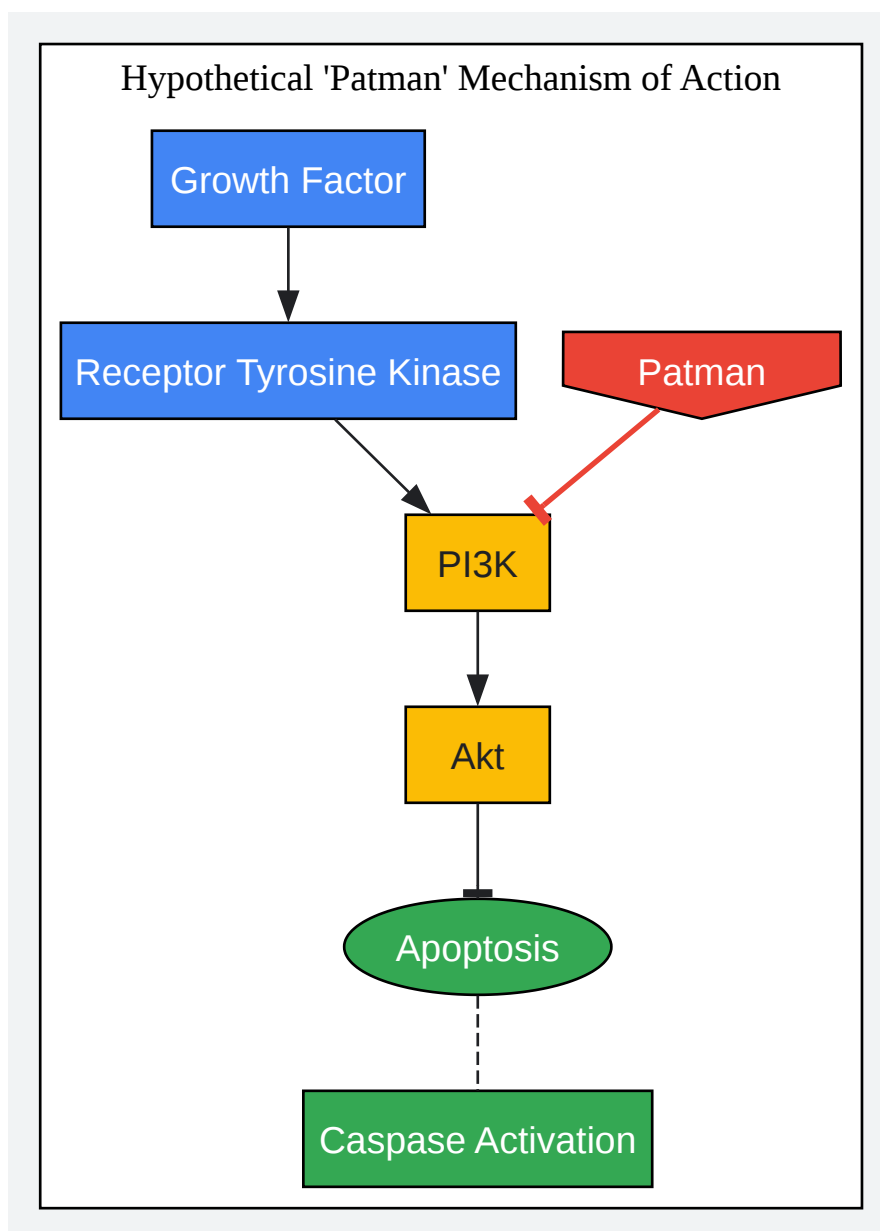 Hypothetical 'Patman' Mechanism of Action
Growth Factor
Receptor Tyrosine Kinase
Patman
PI3K
Akt
Apoptosis
Caspase Activation